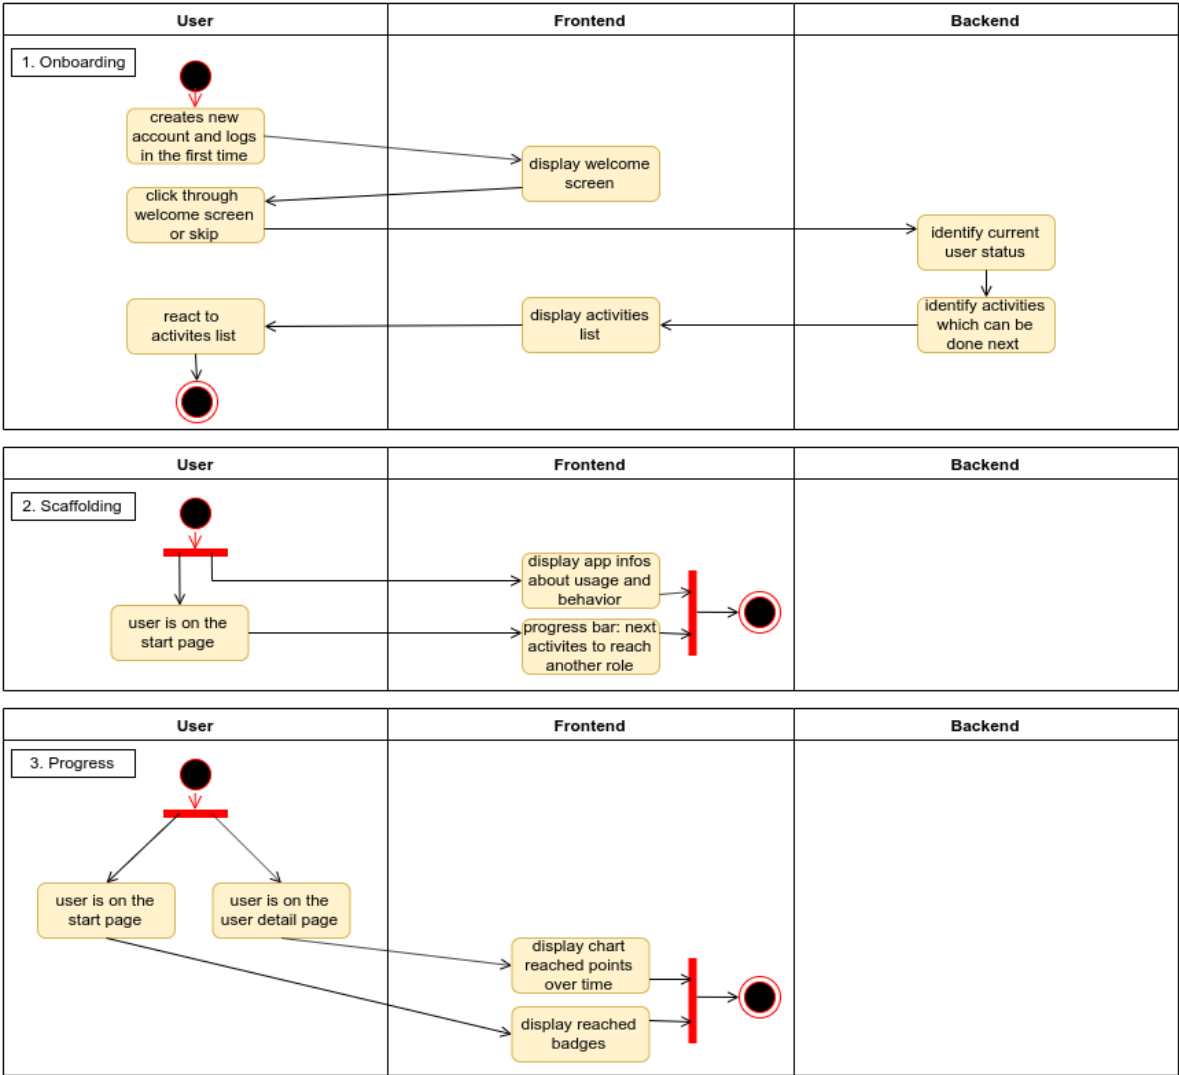 User
Frontend
Backend
1. Onboarding
creates new
account and logs
in the first time
display welcome
screen
click through
welcome screen
or skip
identify current
user status
react to
activites list
display activities
list
identify activities
which can be
done next
User
Frontend
Backend
2. Scaffolding
display app infos
about usage and
behavior
user is on the
start page
progress bar: next
activites to reach
another role
User
Frontend
Backend
3. Progress
user is on the
start page
user is on the
user detail page
display chart
reached points
over time
display reached
badges